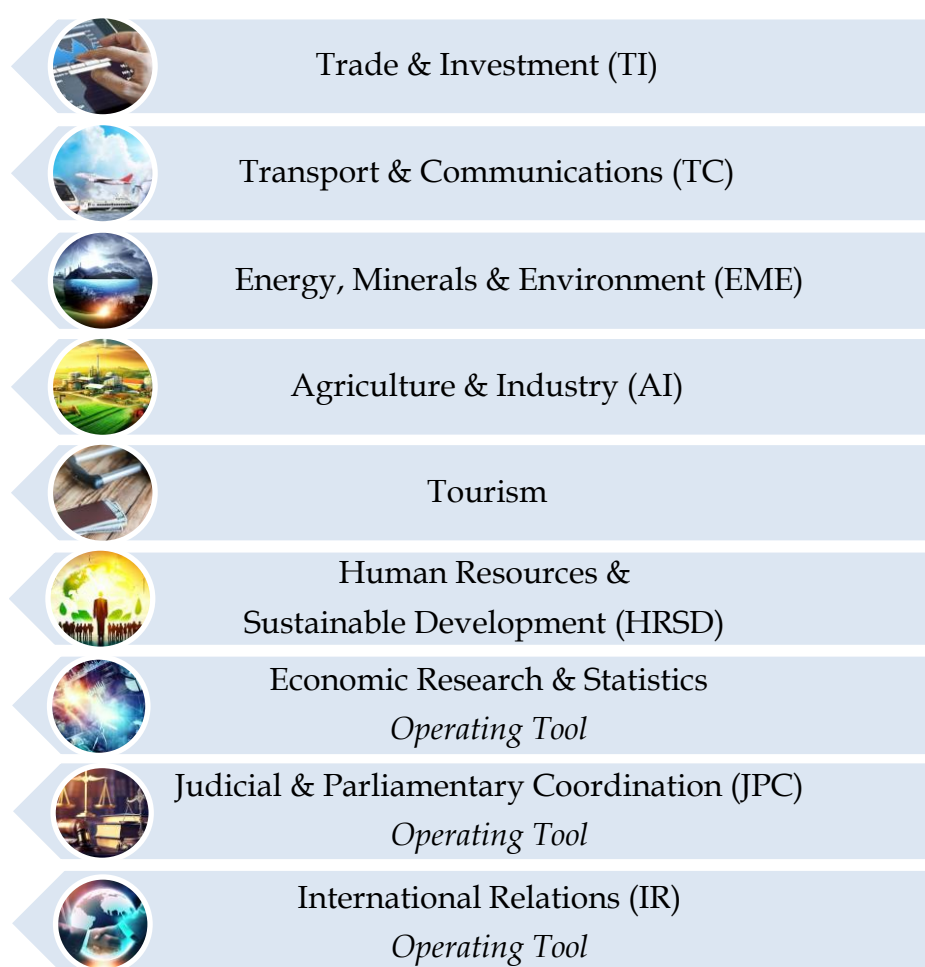 Trade & Investment (TI)
Transport & Communications (TC)
Energy, Minerals & Environment (EME)
Agriculture & Industry (AI)
Tourism
Human Resources &
Sustainable Development (HRSD)
Economic Research & Statistics
Operating Tool
Judicial & Parliamentary Coordination (JPC)
Operating Tool
International Relations (IR)
Operating Tool